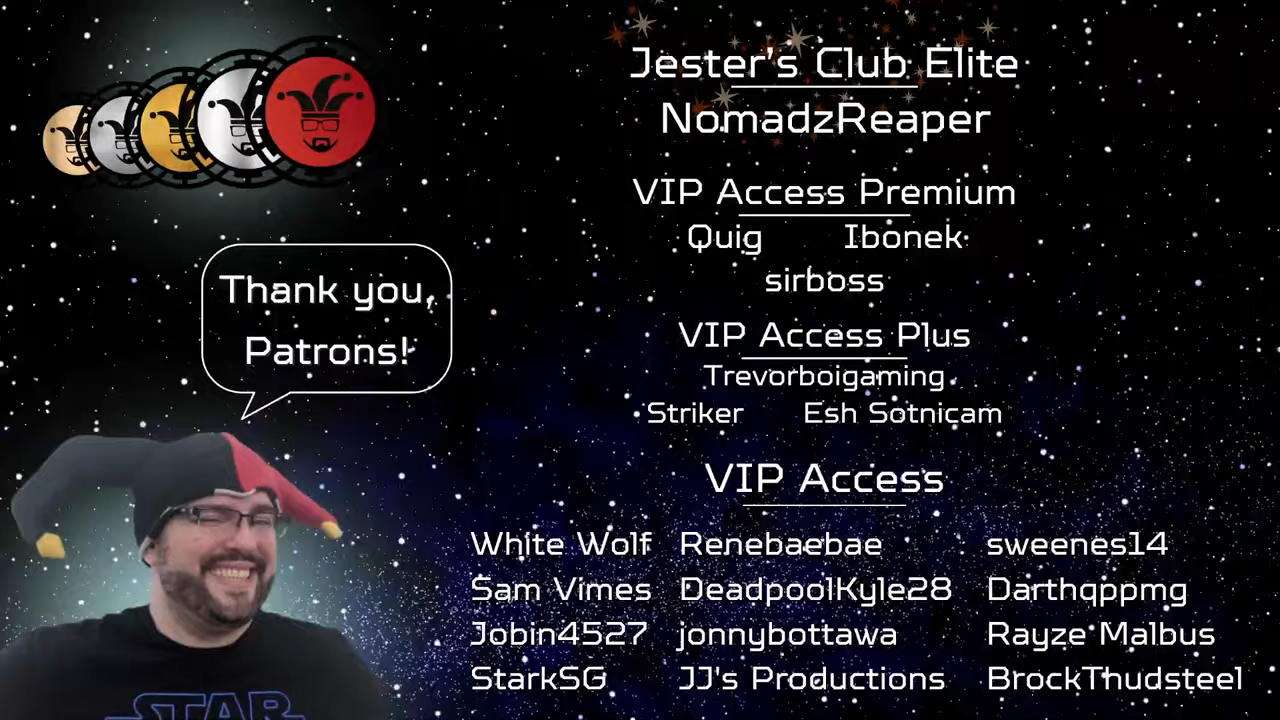 Jester's Club Elite
NomadzReaper
VIP Access Premium
Quig Ibonek
sirboss
VIP Access Plus
Trevorboigaming
Striker Esh Sotnicam
VIP Access
White Wolf Renebaebae sweenes14
Sam Vimes DeadpoolKyle28 Darthqppmg
Jobin4527 jonnybottawa Rayze Malbus
StarkSG JJ's Productions BrockThudsteel
Thank you,
Patrons!
STAR